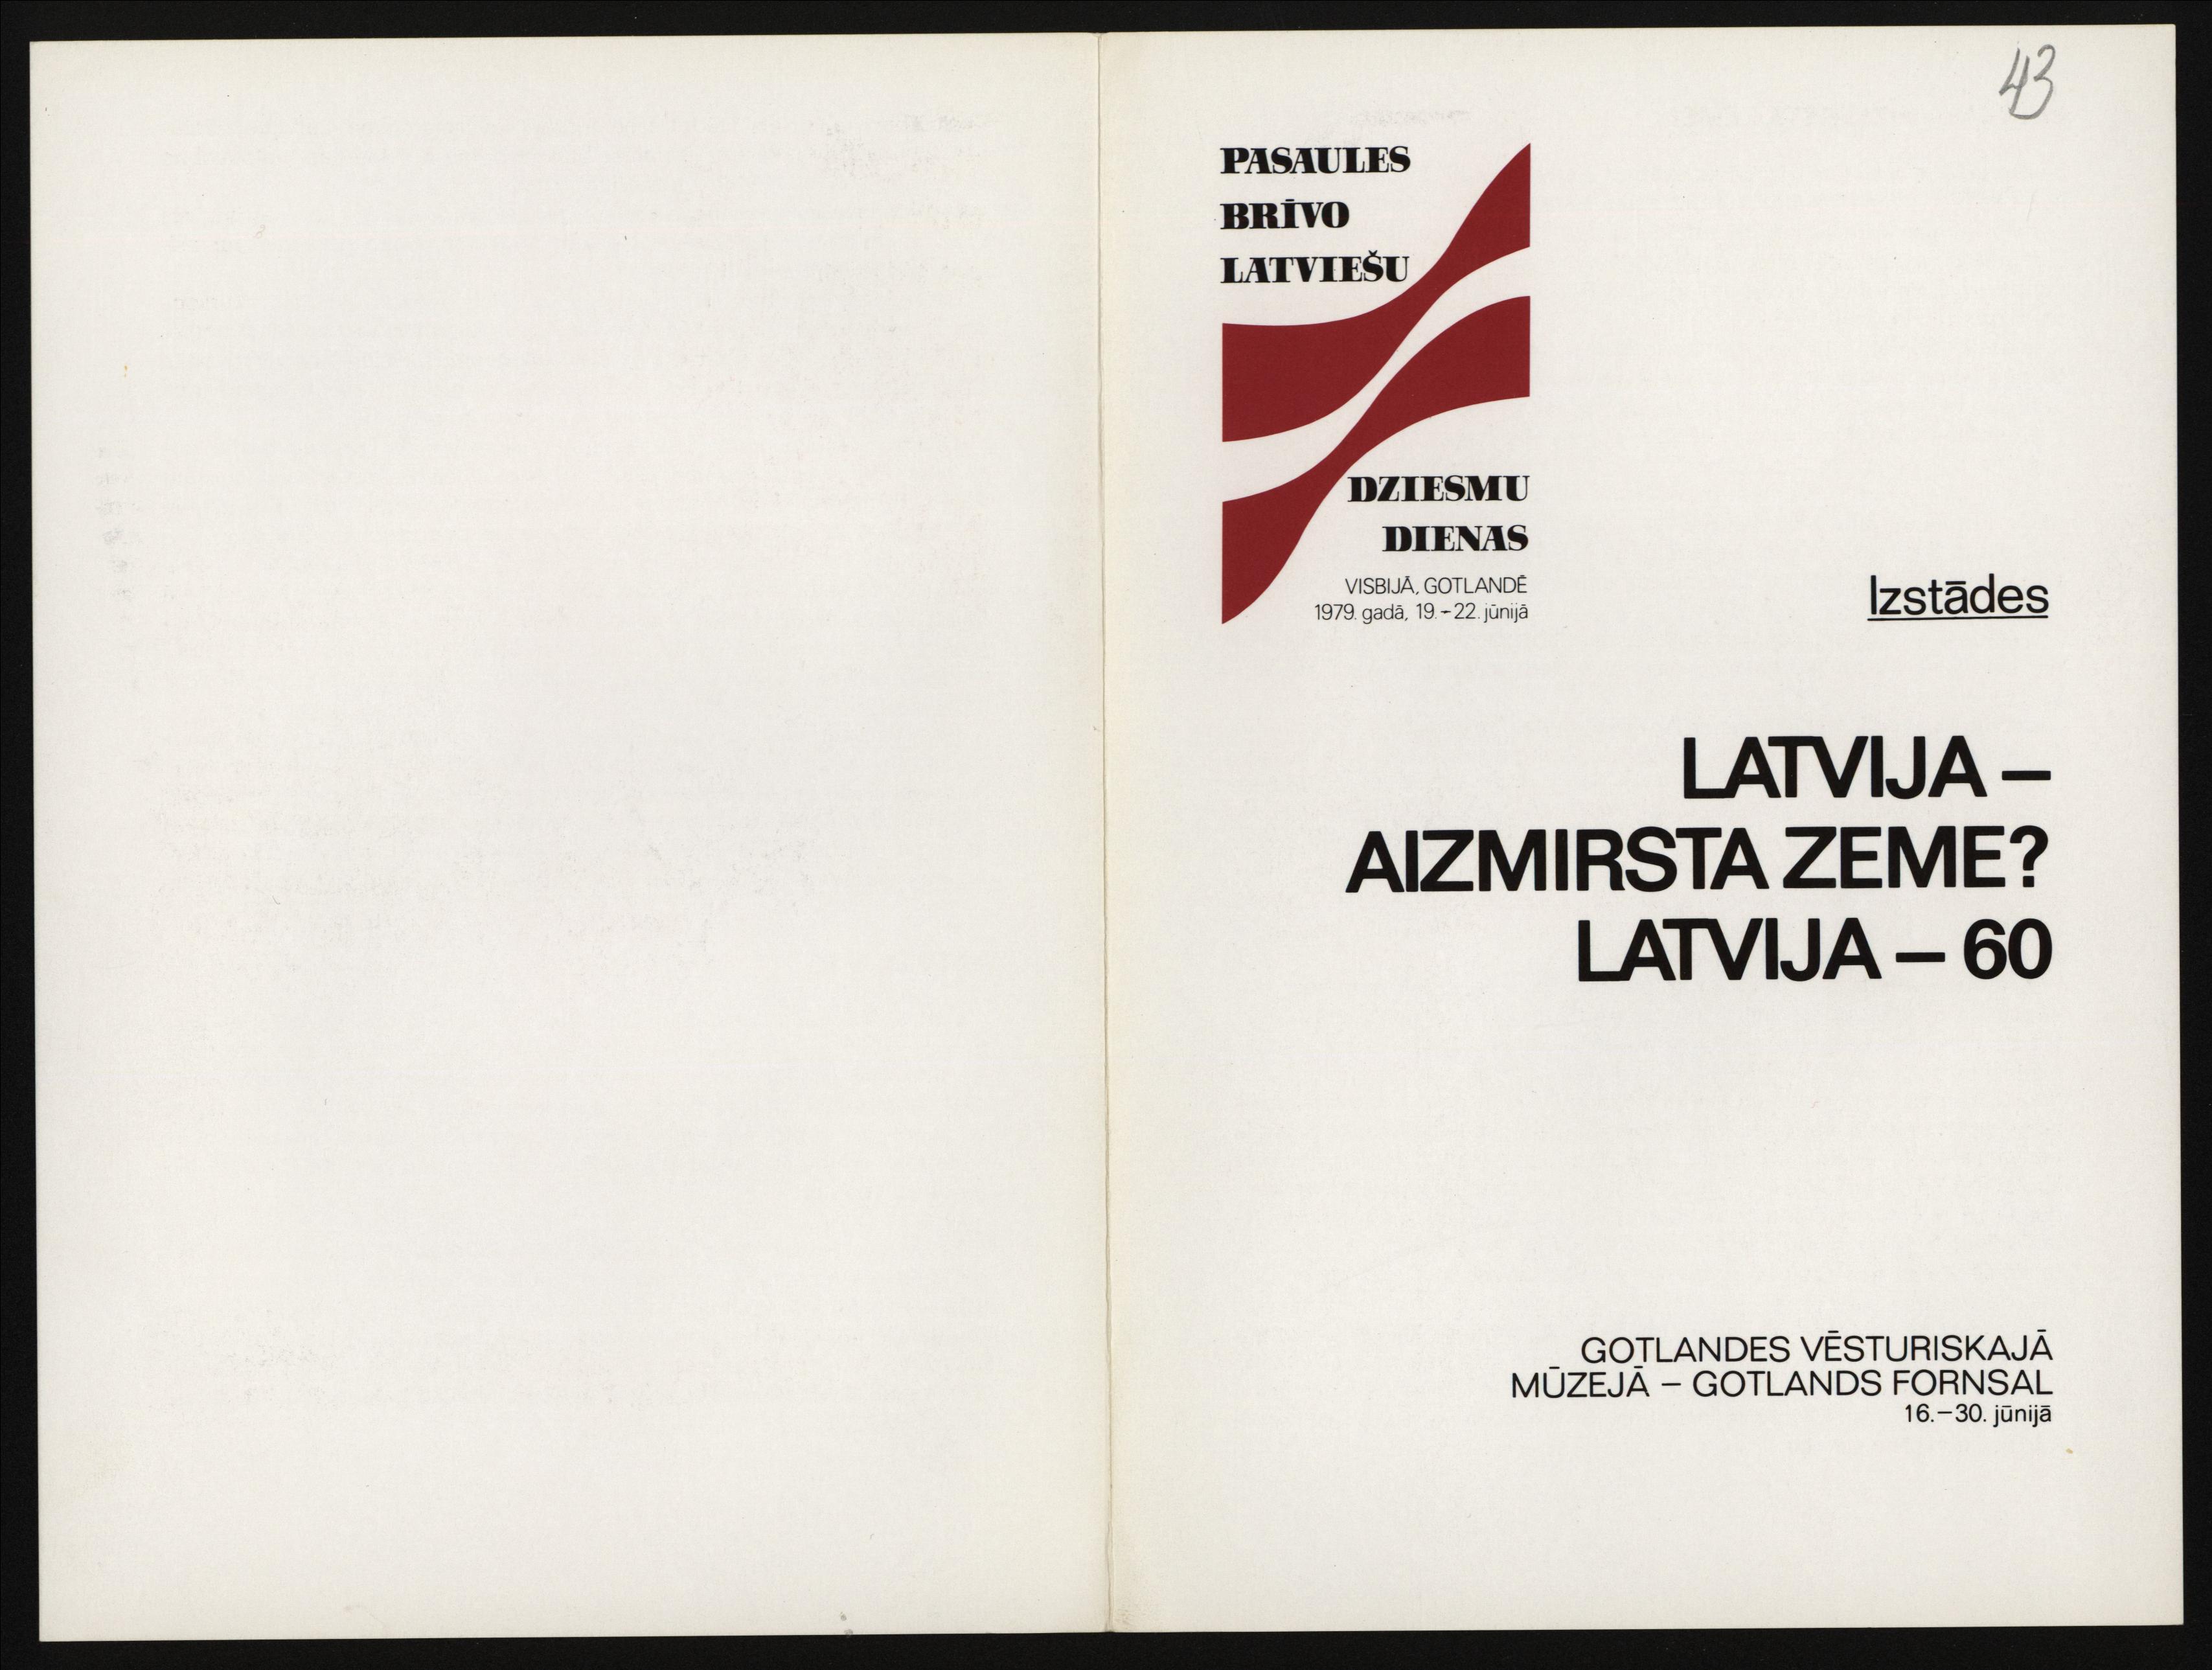 43
PASAULES
BRĪVO
LATVIEŠU
DZIESMU
DIENAS
VISBIJĀ, GOTLANDĒ
1979. gadā, 19.–22. jūnijā
Izstādes
LATVIJA –
AIZMIRSTA ZEME?
LATVIJA – 60
GOTLANDES VĒSTURISKAJĀ
MŪZEJĀ – GOTLANDS FORNSAL
16.–30. jūnijā